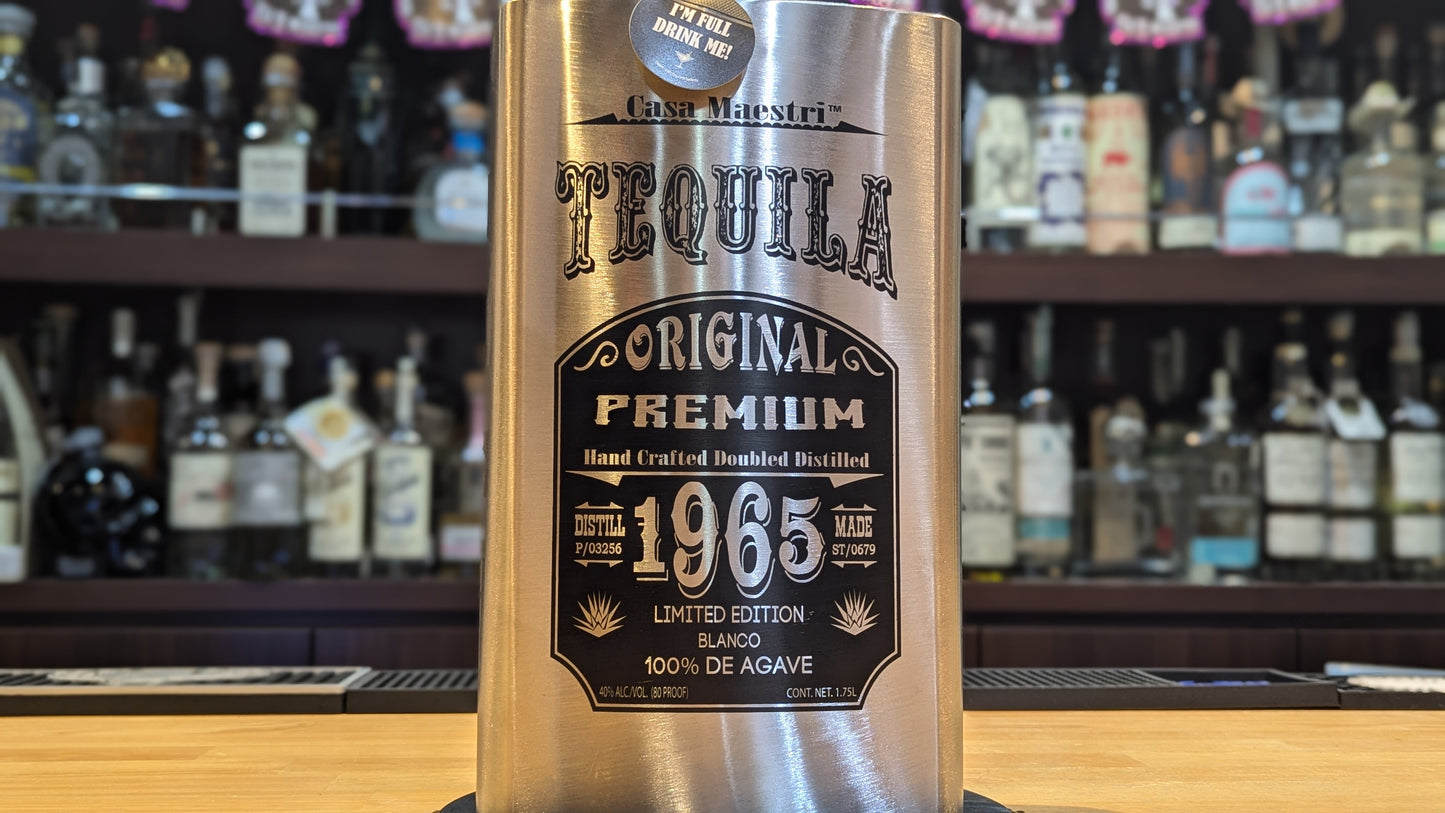 I'M FULL
DRINK ME!
Casa Maestri™
TEQUILA
ORIGINAL
PREMIUM
Hand Crafted Doubled Distilled
DISTILL
P/03256
1965
MADE
ST/0679
LIMITED EDITION
BLANCO
100% DE AGAVE
40% ALC./VOL. (80 PROOF)
CONT. NET. 1.75L